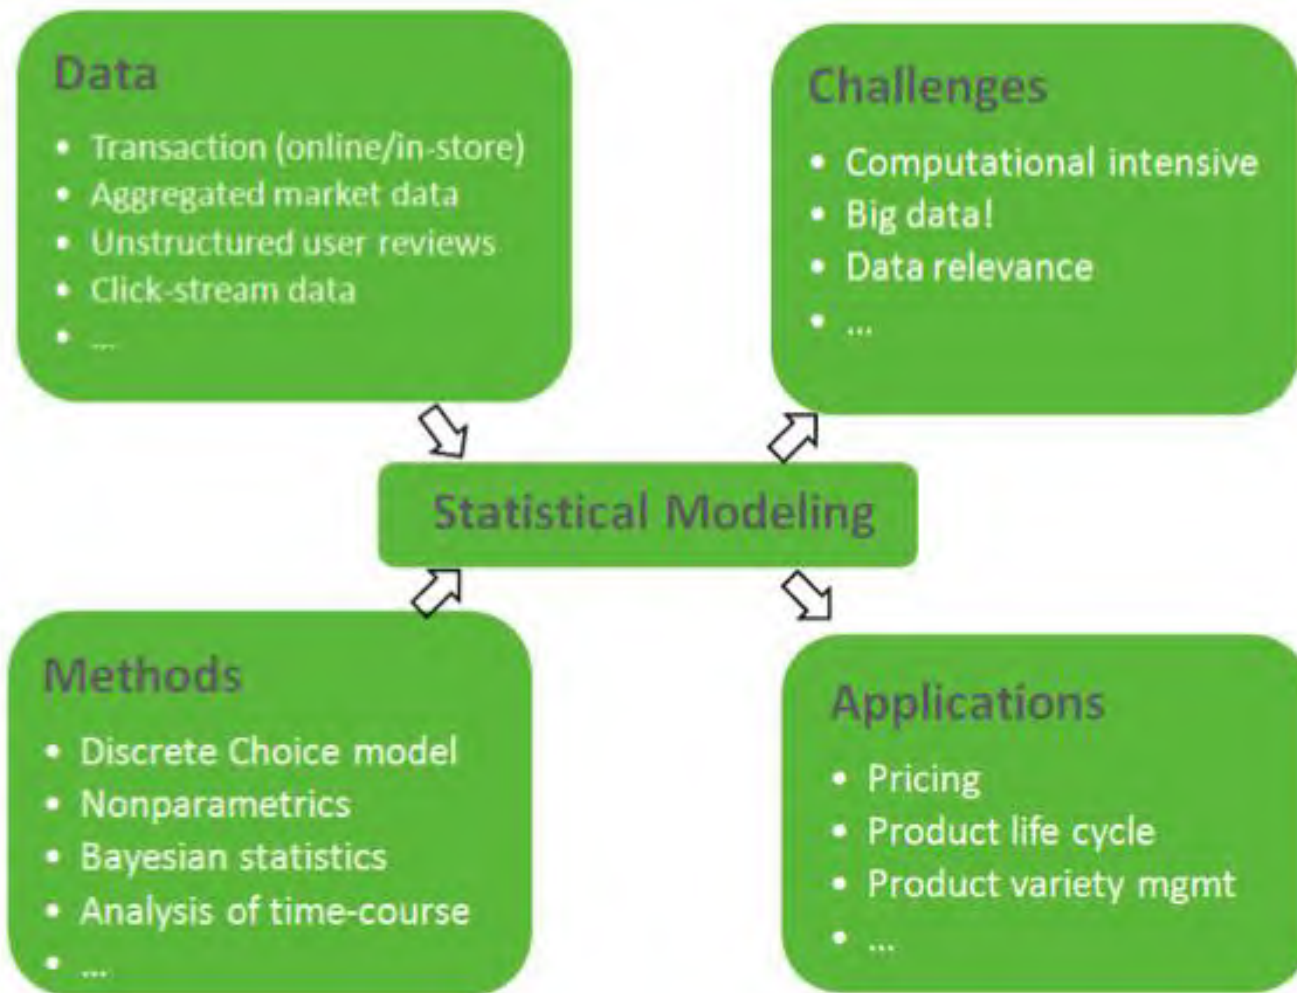 Data
• Transaction (online/in-store)
• Aggregated market data
• Unstructured user reviews
• Click-stream data
• ...
Challenges
• Computational intensive
• Big data!
• Data relevance
• ...
Statistical Modeling
Methods
• Discrete Choice model
• Nonparametrics
• Bayesian statistics
• Analysis of time-course
• ...
Applications
• Pricing
• Product life cycle
• Product variety mgmt
• ...